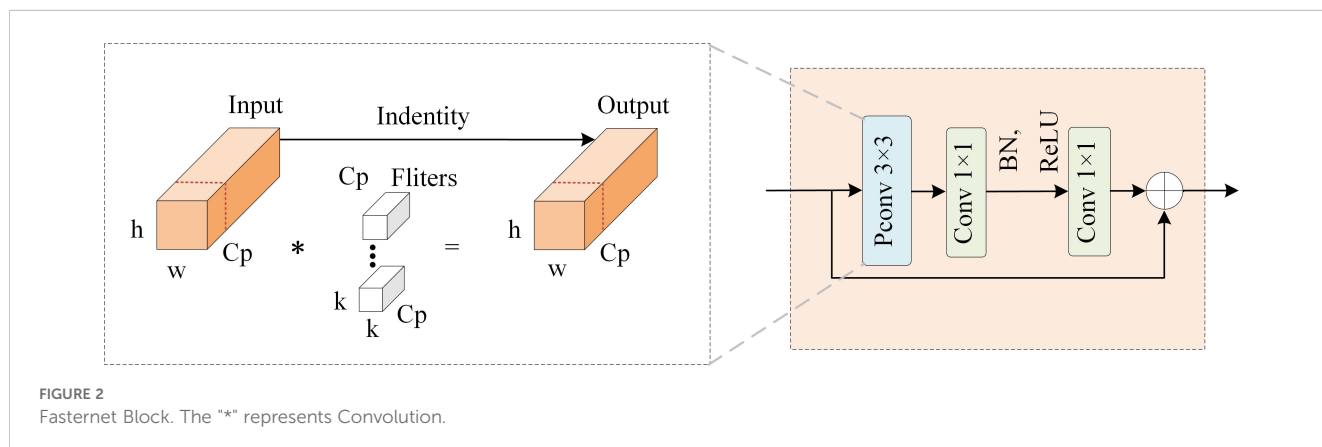 Input
Indentity
Output
Cp Fliters
h
w
Cp
*
k
k
Cp
=
h
w
Cp
Pconv 3×3
Conv 1×1
BN,
ReLU
Conv 1×1
FIGURE 2
Fasternet Block. The "*" represents Convolution.